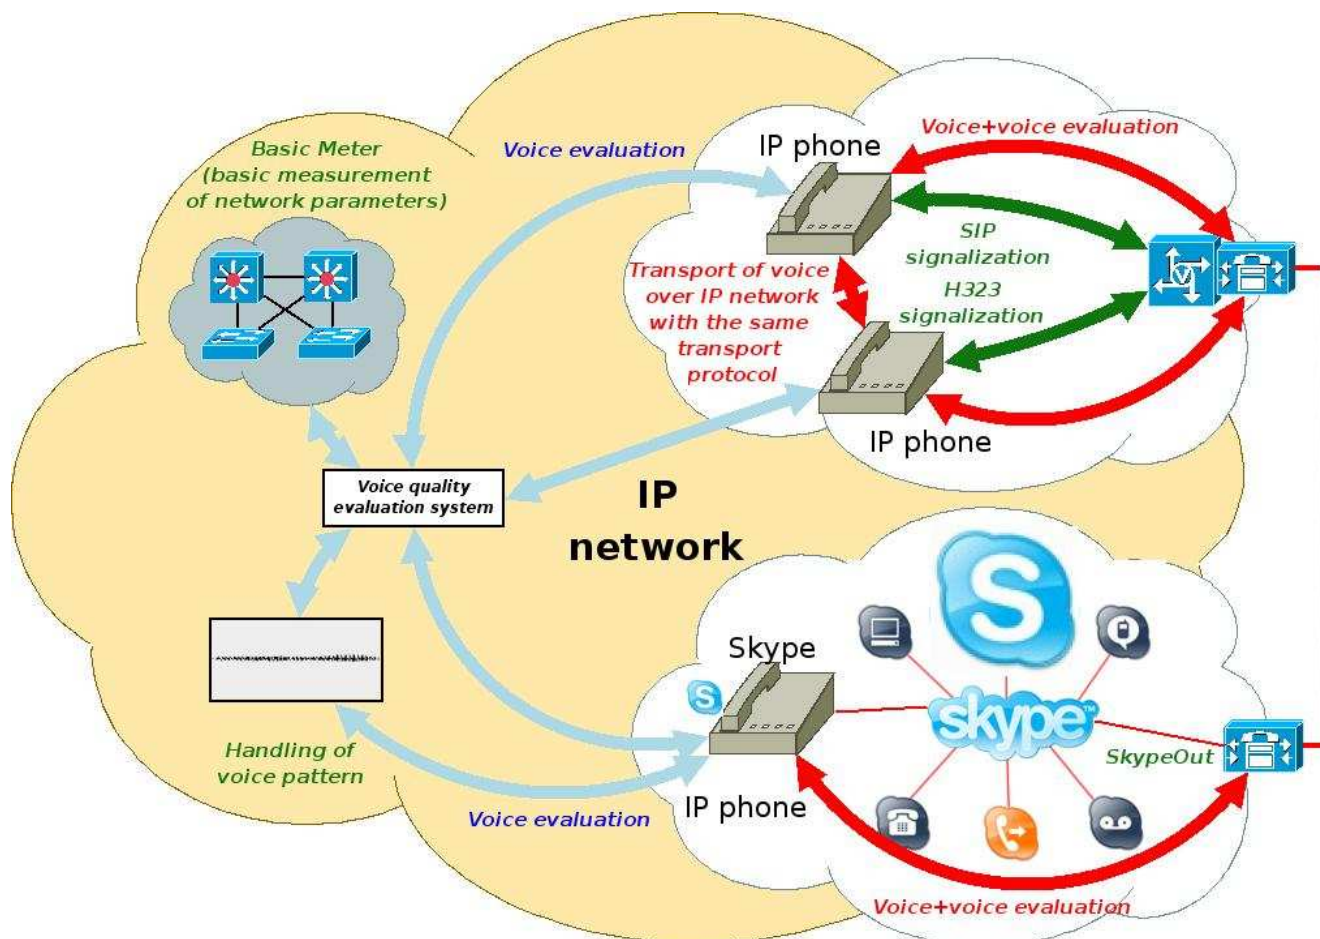 Basic Meter
(basic measurement
of network parameters)
Voice evaluation
IP phone
Voice+voice evaluation
SIP
signalization
H323
signalization
V
Transport of voice
over IP network
with the same
transport
protocol
IP phone
Voice quality
evaluation system
IP
network
Skype
S
S
skype™
SkypeOut
IP phone
Handling of
voice pattern
Voice evaluation
Voice+voice evaluation